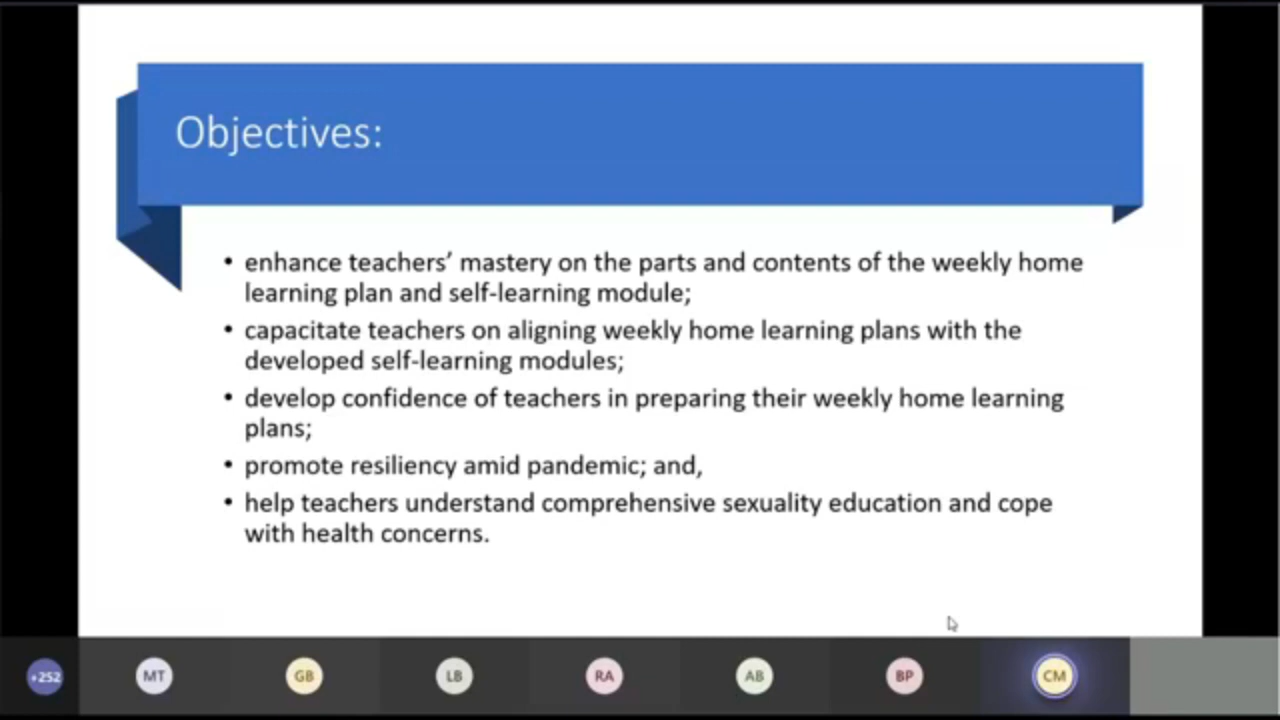 Objectives:
• enhance teachers’ mastery on the parts and contents of the weekly home
learning plan and self-learning module;
• capacitate teachers on aligning weekly home learning plans with the
developed self-learning modules;
• develop confidence of teachers in preparing their weekly home learning
plans;
• promote resiliency amid pandemic; and,
• help teachers understand comprehensive sexuality education and cope
with health concerns.
+252 MT GB LB RA AB BP CM